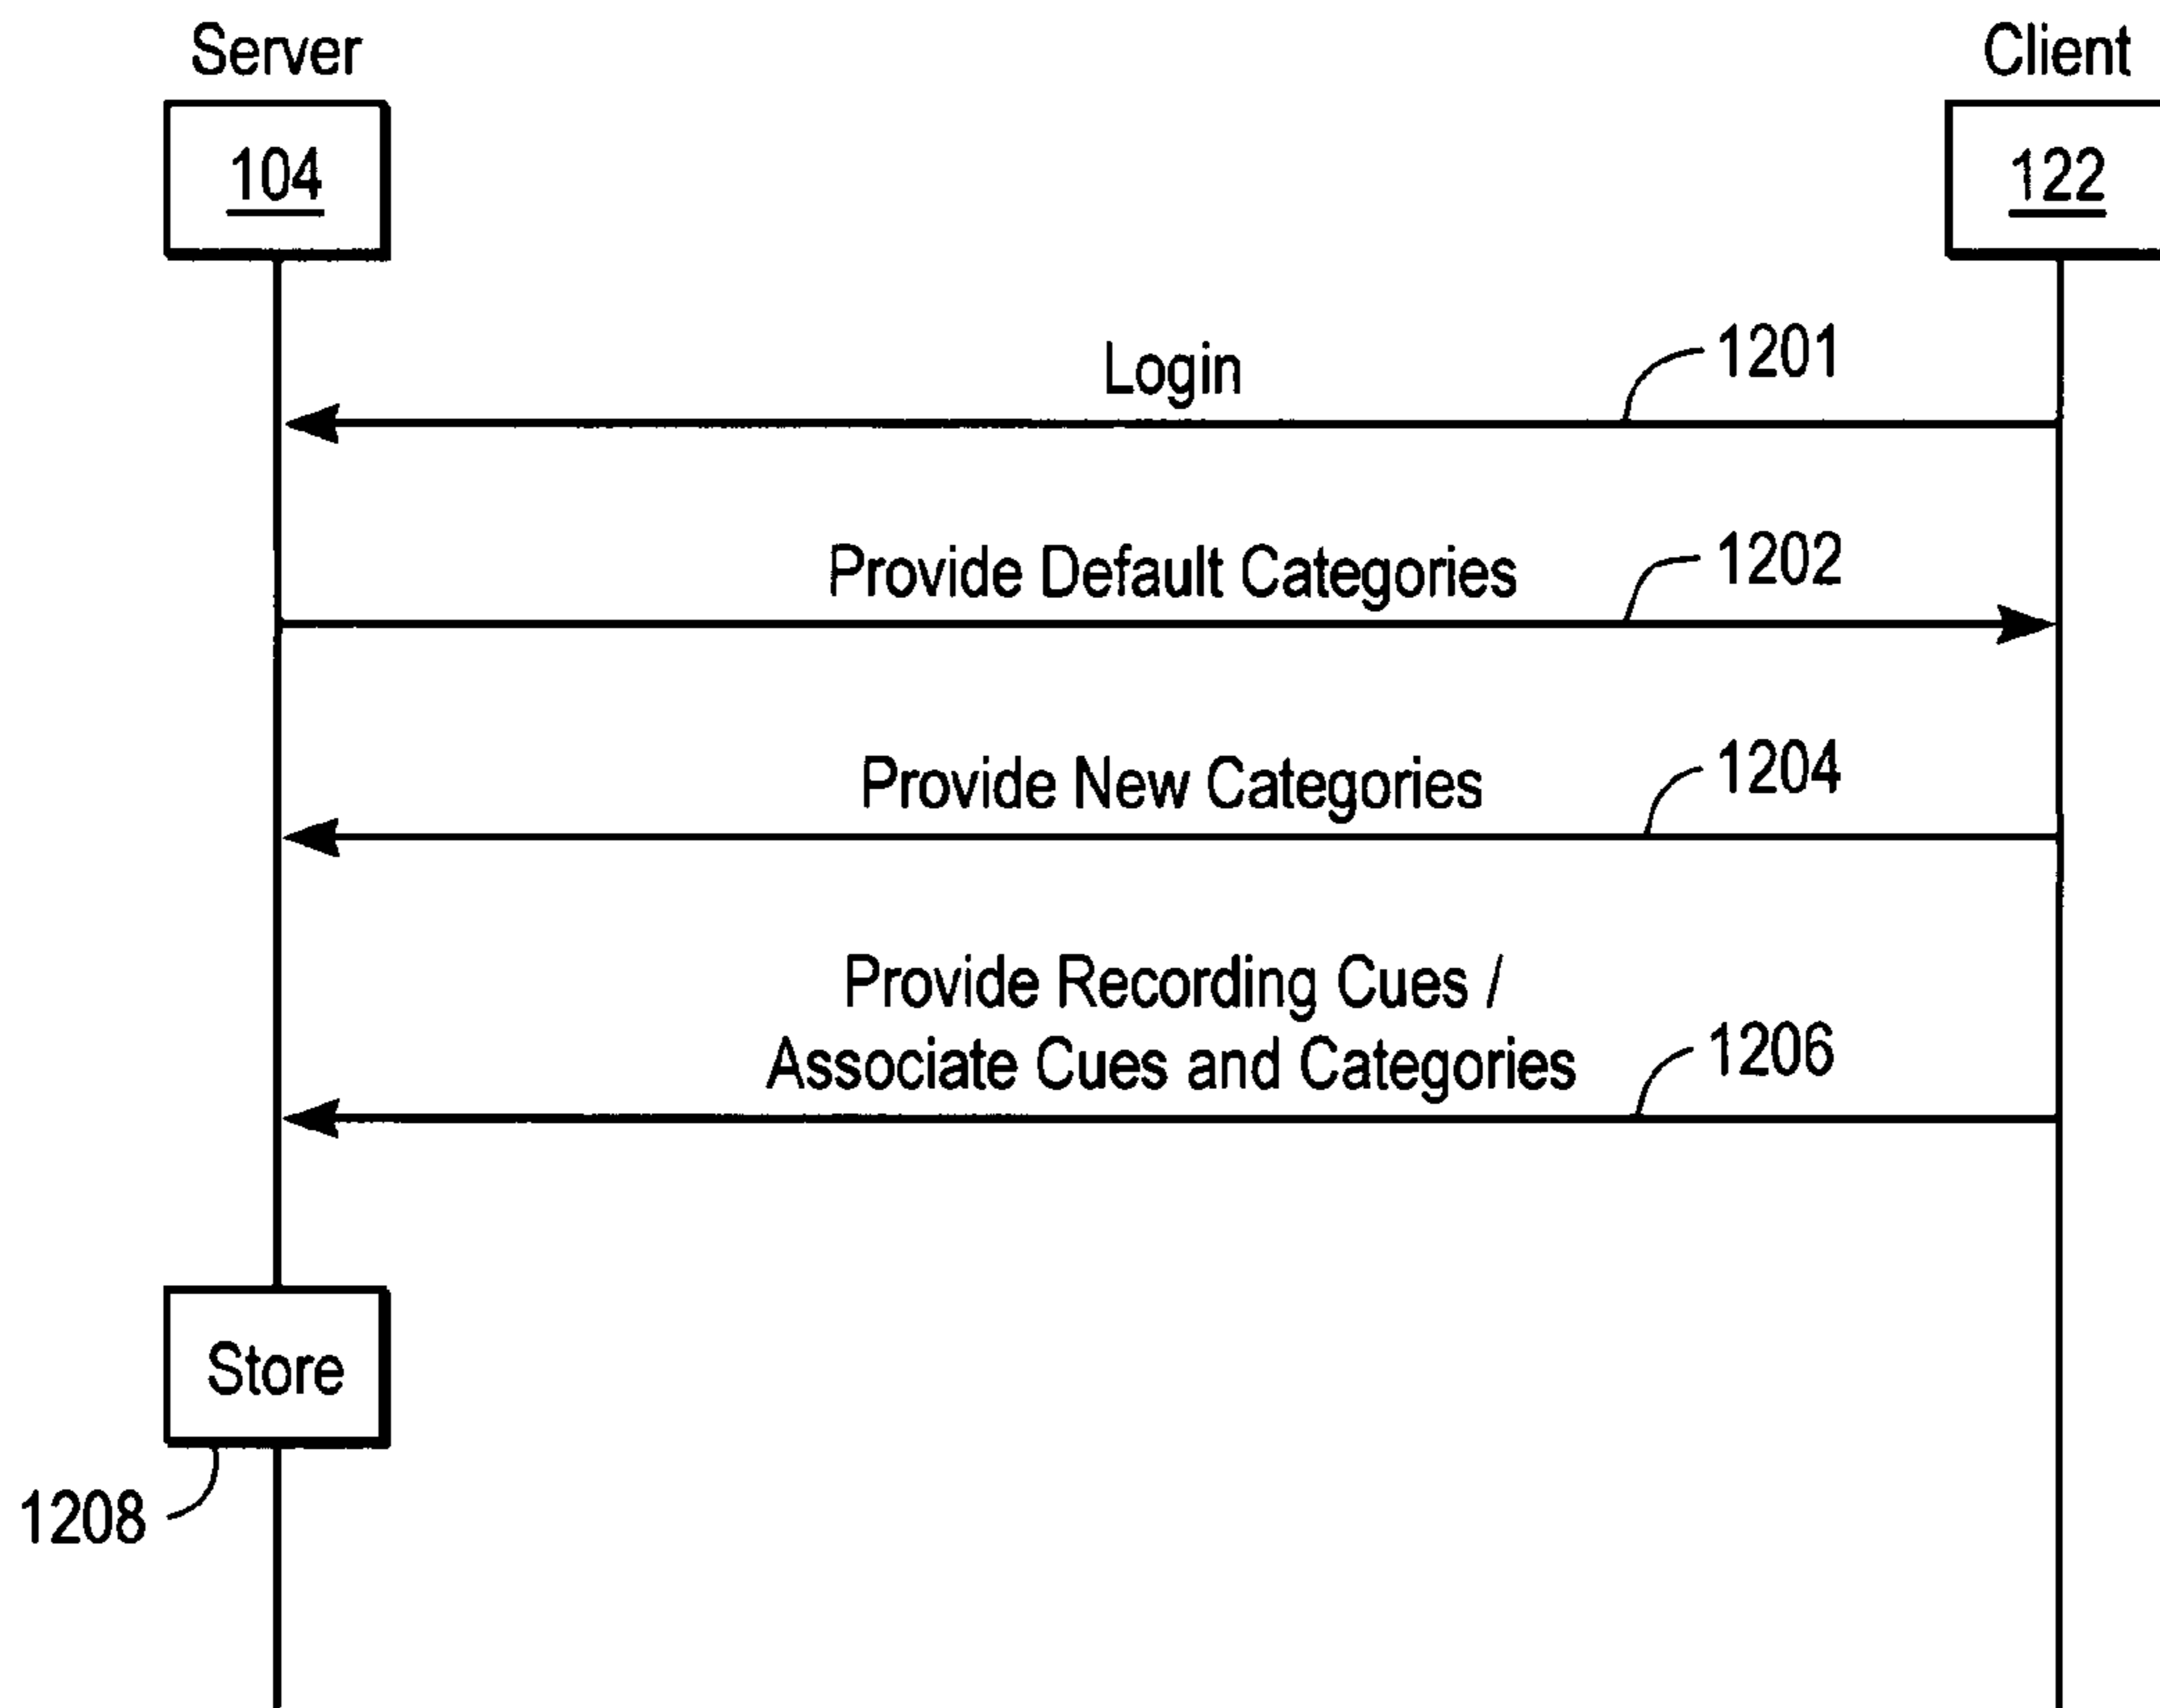 Server
Client
104
122
Login
1201
Provide Default Categories
1202
Provide New Categories
1204
Provide Recording Cues /
Associate Cues and Categories
1206
Store
1208